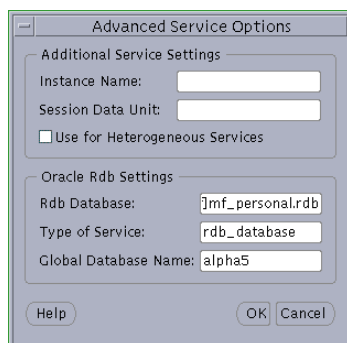 Advanced Service Options
Additional Service Settings
Instance Name:
Session Data Unit:
Use for Heterogeneous Services
Oracle Rdb Settings
Rdb Database: ]mf_personal.rdb
Type of Service: rdb_database
Global Database Name: alpha5
Help OK Cancel